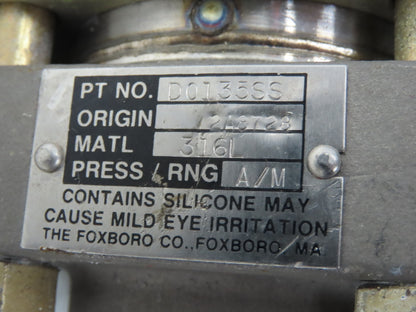 PT NO. D0135SS
ORIGIN 2A8728
MATL 316L
PRESS/RNG A/M
CONTAINS SILICONE MAY
CAUSE MILD EYE IRRITATION
THE FOXBORO CO., FOXBORO, MA.